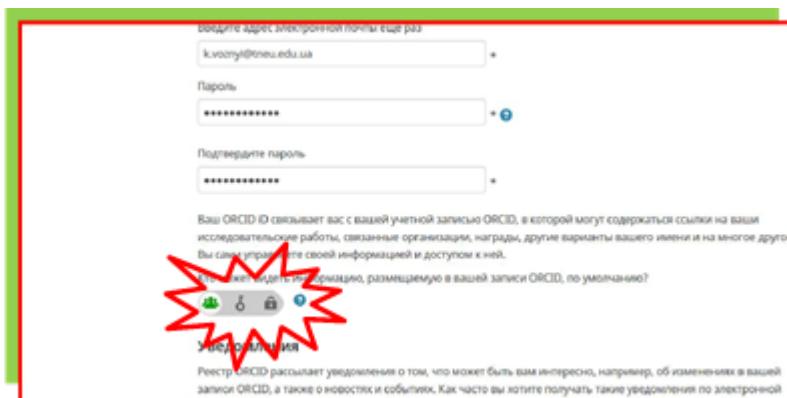 Введите адрес электронной почты еще раз
k.voznyi@tneu.edu.ua *
Пароль
•••••••••••• * ?
Подтвердите пароль
•••••••••••• *
Ваш ORCID iD связывает вас с вашей учетной записью ORCID, в которой могут содержаться ссылки на ваши
исследовательские работы, связанные организации, награды, другие варианты вашего имени и на многое друго
Вы сами управляете своей информацией и доступом к ней.
Кто может видеть информацию, размещаемую в вашей записи ORCID, по умолчанию?
?
Уведомления
Реестр ORCID рассылает уведомления о том, что может быть вам интересно, например, об изменениях в вашей
записи ORCID, а также о новостях и событиях. Как часто вы хотите получать такие уведомления по электронной